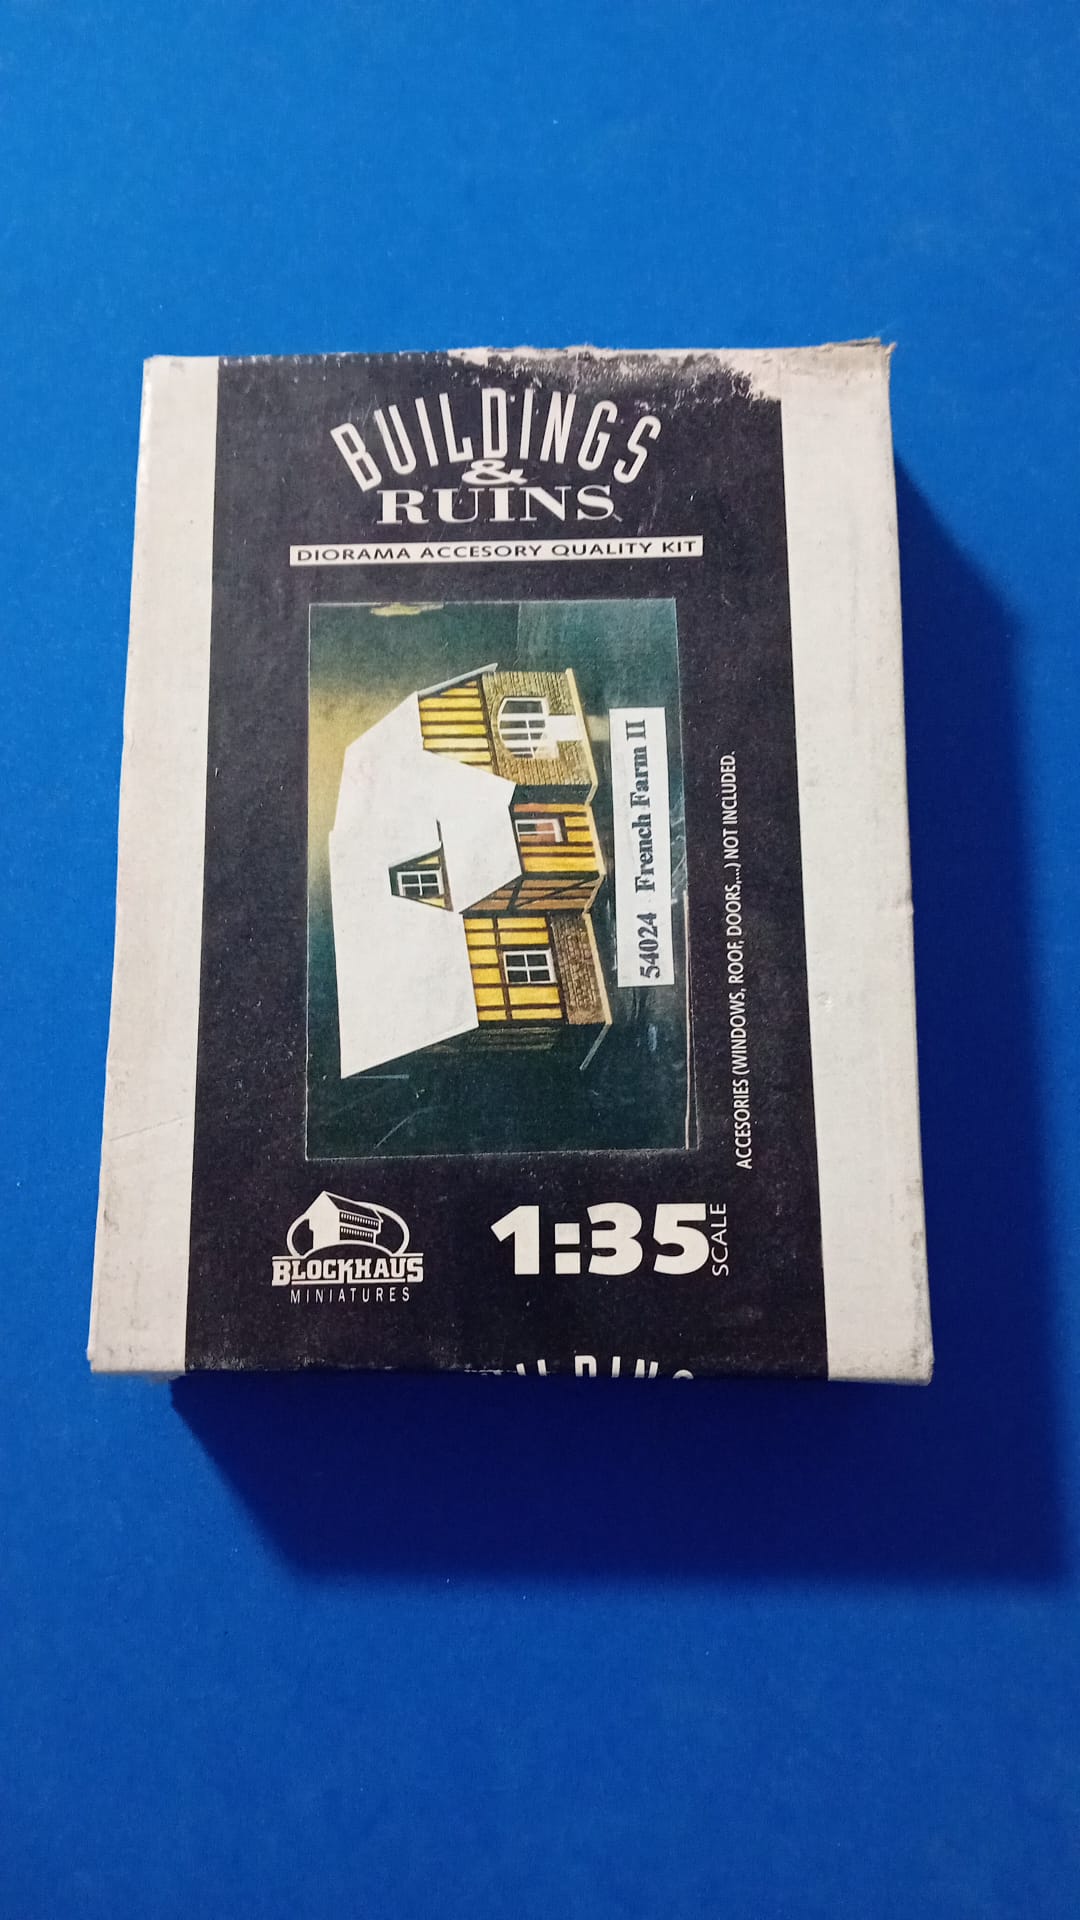 BUILDINGS
&
RUINS
DIORAMA ACCESORY QUALITY KIT
54024 French Farm II
ACCESORIES (WINDOWS, ROOF, DOORS,...) NOT INCLUDED.
BLOCKHAUS
MINIATURES
1:35
SCALE